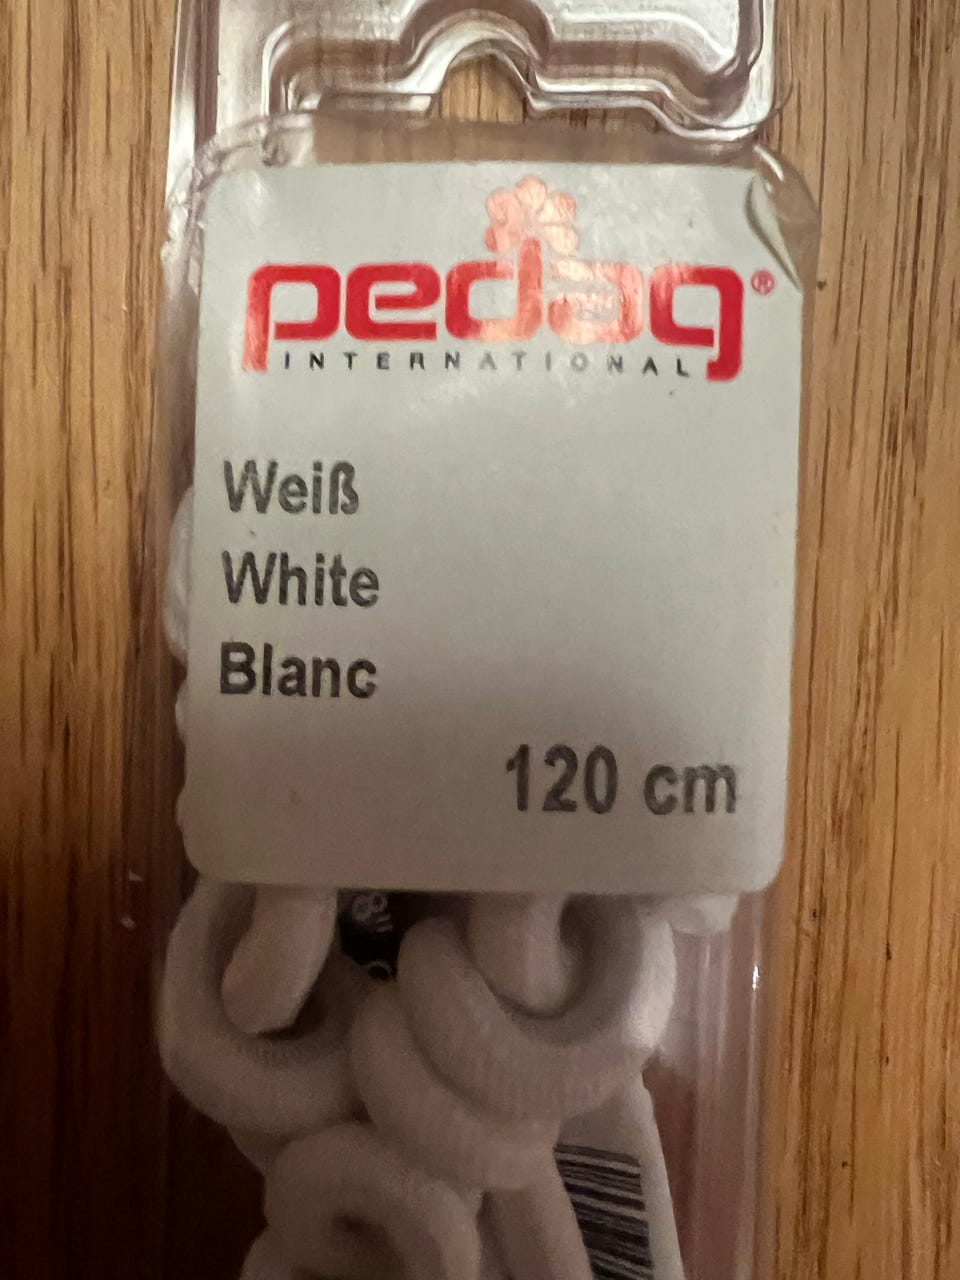 pedag®
INTERNATIONAL
Weiß
White
Blanc
120 cm